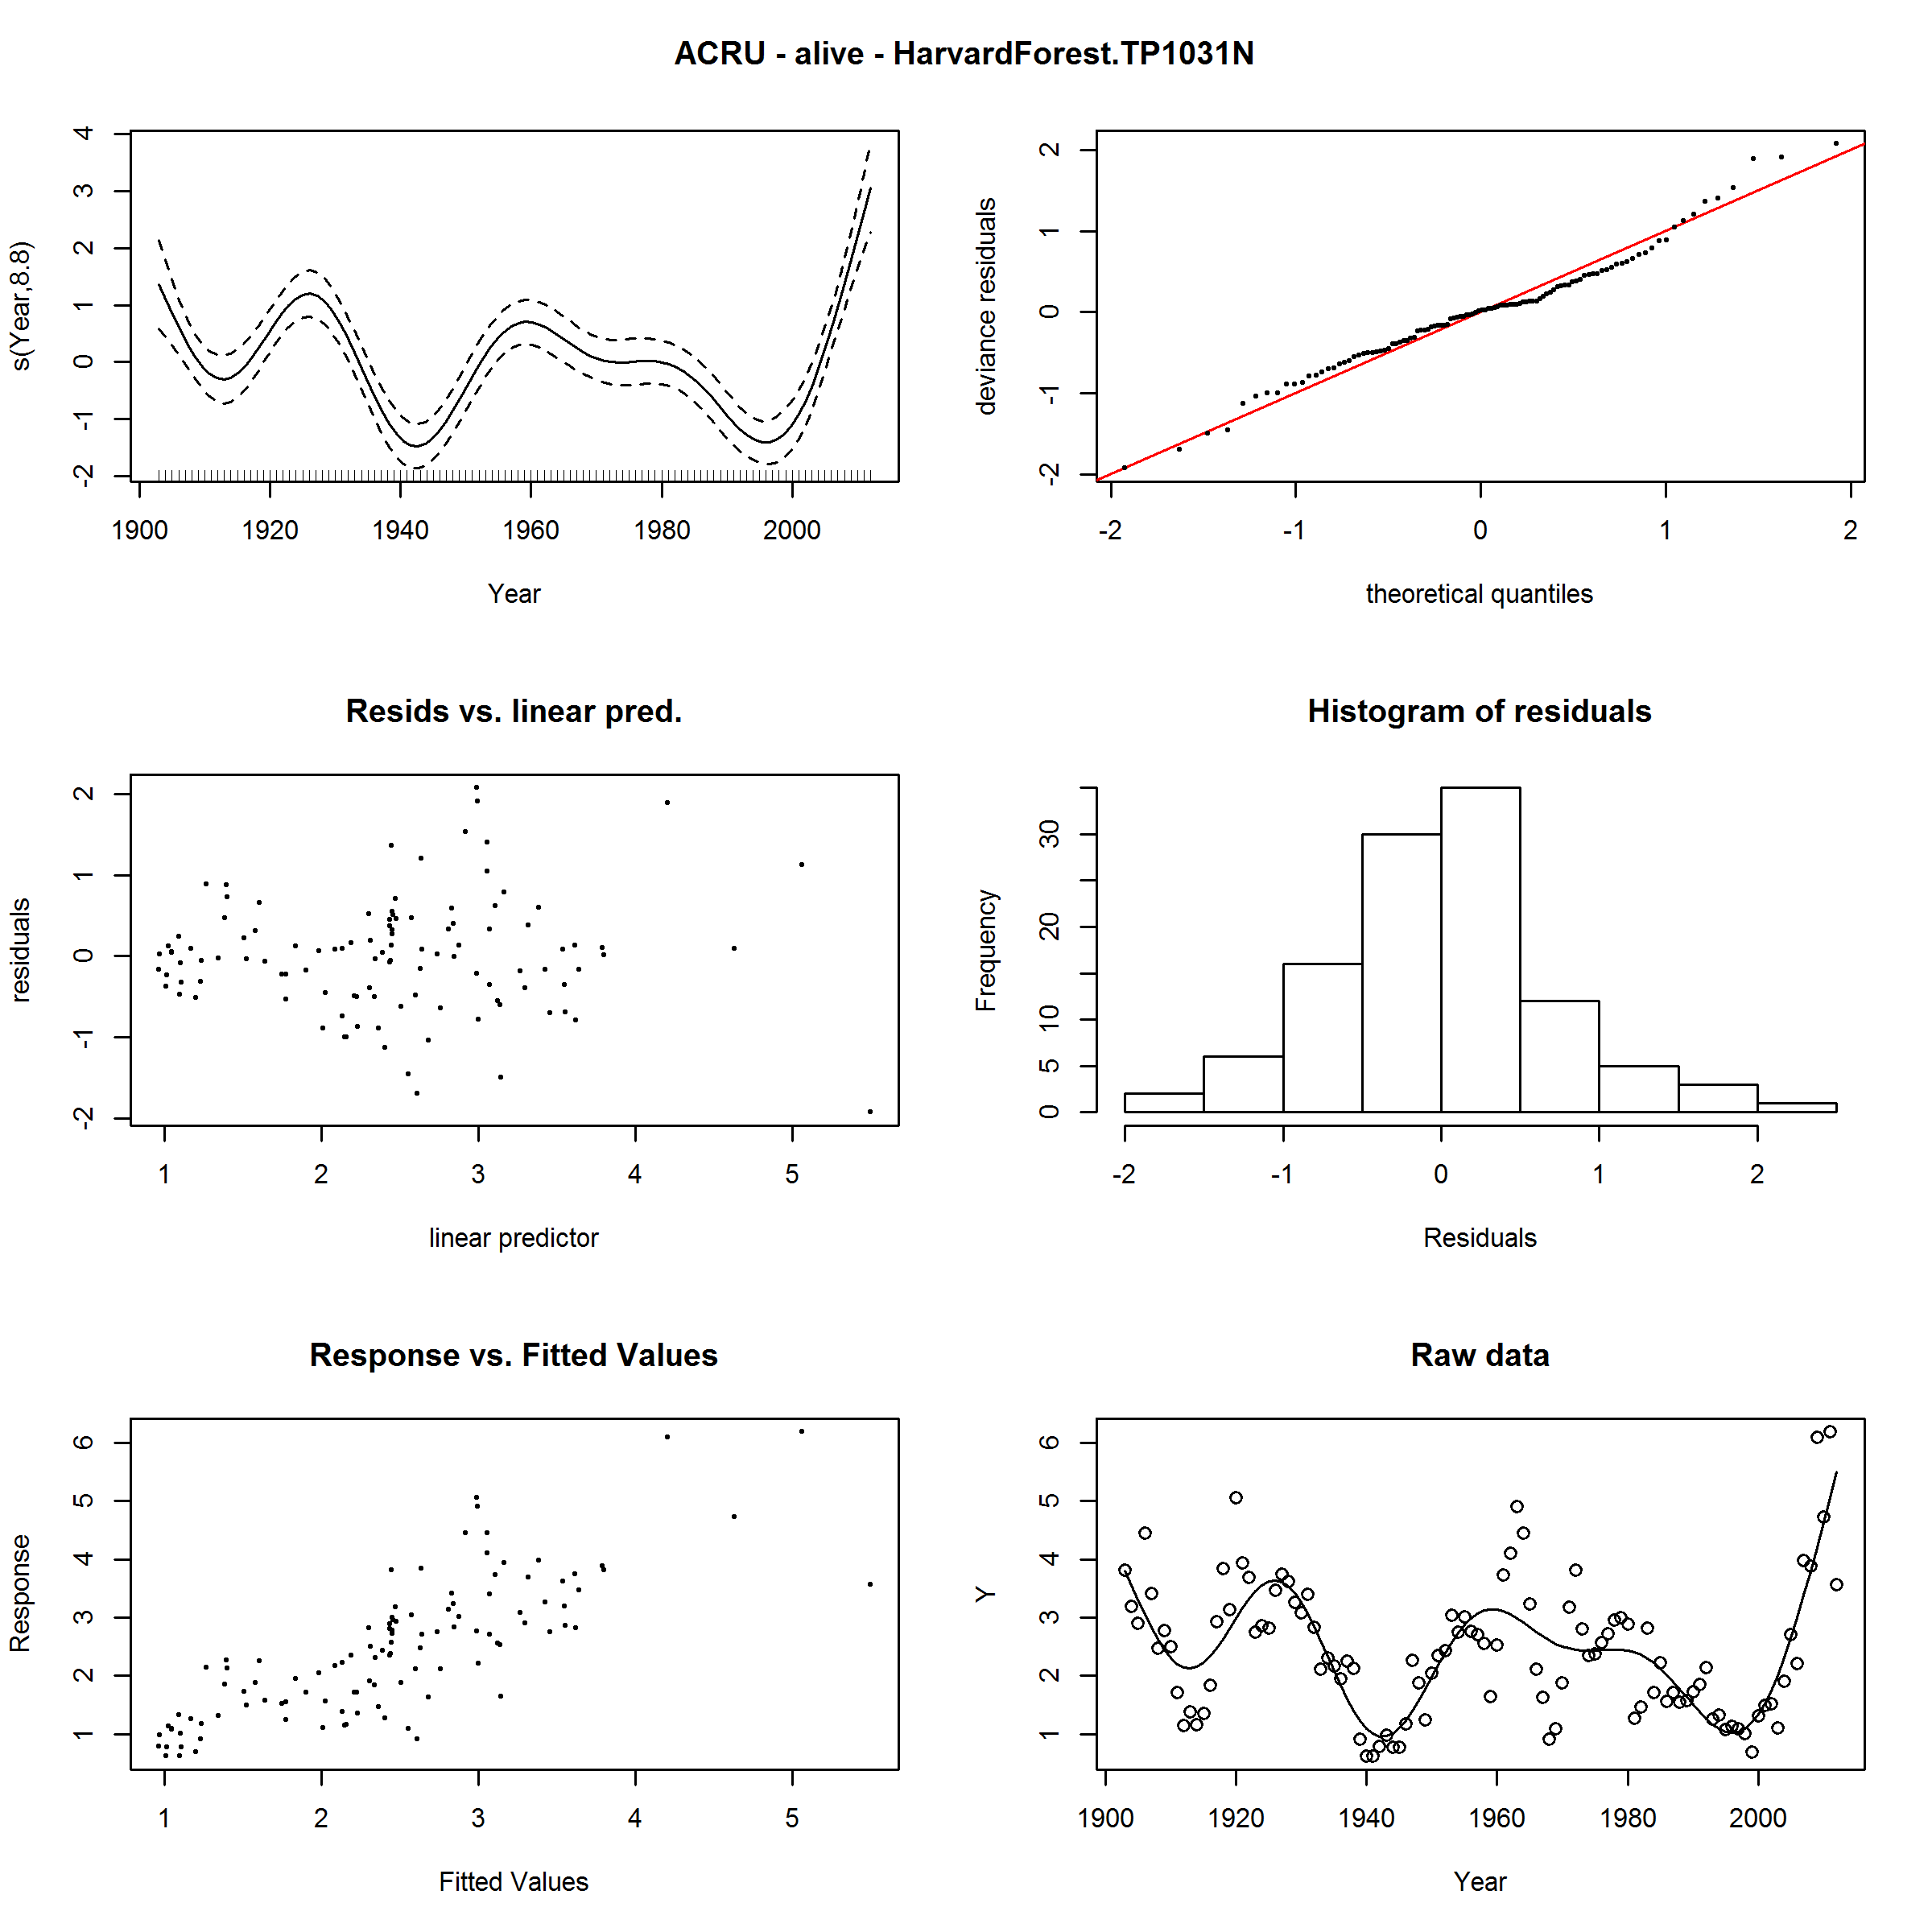 ACRU - alive - HarvardForest.TP1031N
s(Year,8.8)
4
3
2
1
0
-1
-2
1900 1920 1940 1960 1980 2000
Year
deviance residuals
2
1
0
-1
-2
-2 -1 0 1 2
theoretical quantiles
Resids vs. linear pred.
residuals
2
1
0
-1
-2
1 2 3 4 5
linear predictor
Histogram of residuals
Frequency
30
20
10
5
0
-2 -1 0 1 2
Residuals
Response vs. Fitted Values
Response
6
5
4
3
2
1
1 2 3 4 5
Fitted Values
Raw data
Y
6
5
4
3
2
1
1900 1920 1940 1960 1980 2000
Year